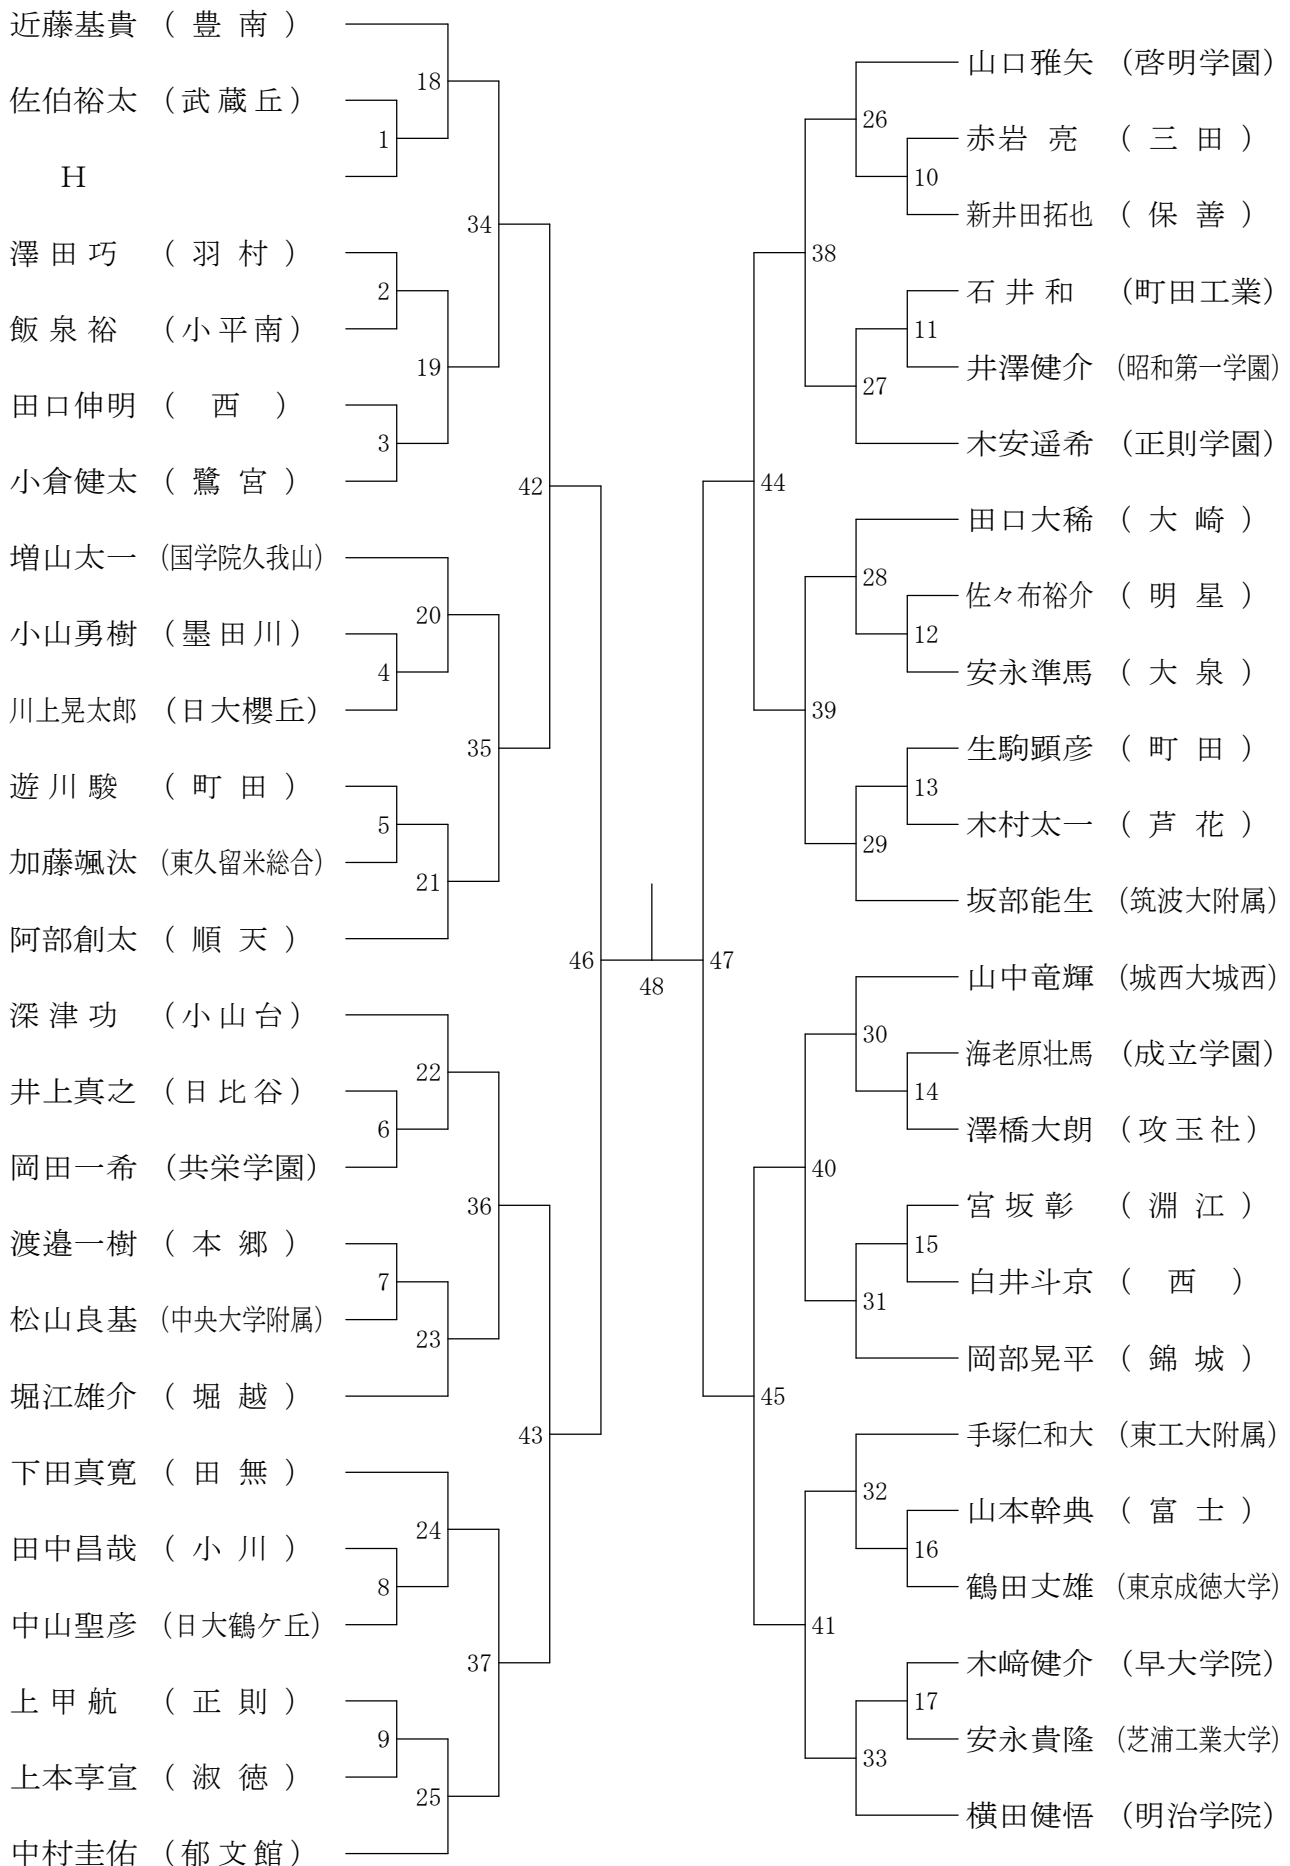 近藤基貴 (豊南)
18
佐伯裕太 (武蔵丘)
1
H
34
澤田巧 (羽村)
2
飯泉裕 (小平南)
19
田口伸明 (西)
3
小倉健太 (鷺宮)
42
増山太一 (国学院久我山)
20
小山勇樹 (墨田川)
4
川上晃太郎 (日大櫻丘)
35
遊川駿 (町田)
5
加藤颯汰 (東久留米総合)
21
阿部創太 (順天)
46
深津功 (小山台)
22
井上真之 (日比谷)
6
岡田一希 (共栄学園)
36
渡邉一樹 (本郷)
7
松山良基 (中央大学附属)
23
堀江雄介 (堀越)
43
下田真寛 (田無)
24
田中昌哉 (小川)
8
中山聖彦 (日大鶴ケ丘)
37
上甲航 (正則)
9
上本享宣 (淑徳)
25
中村圭佑 (郁文館)
48
山口雅矢 (啓明学園)
26
赤岩亮 (三田)
10
新井田拓也 (保善)
38
石井和 (町田工業)
11
井澤健介 (昭和第一学園)
27
木安遥希 (正則学園)
44
田口大稀 (大崎)
28
佐々布裕介 (明星)
12
安永準馬 (大泉)
39
生駒顕彦 (町田)
13
木村太一 (芦花)
29
坂部能生 (筑波大附属)
47
山中竜輝 (城西大城西)
30
海老原壮馬 (成立学園)
14
澤橋大朗 (攻玉社)
40
宮坂彰 (淵江)
15
白井斗京 (西)
31
岡部晃平 (錦城)
45
手塚仁和大 (東工大附属)
32
山本幹典 (富士)
16
鶴田丈雄 (東京成徳大学)
41
木﨑健介 (早大学院)
17
安永貴隆 (芝浦工業大学)
33
横田健悟 (明治学院)